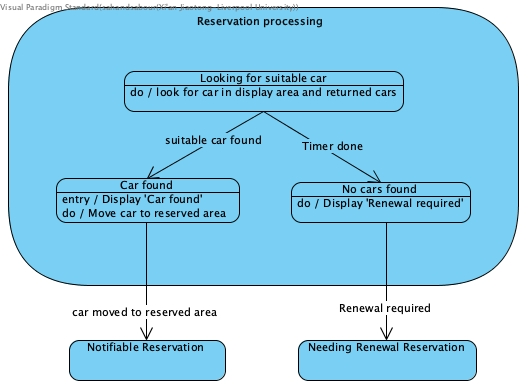 Visual Paradigm Standard
Liverpool University))
Reservation processing
Looking for suitable car
do / look for car in display area and returned cars
suitable car found
Timer done
Car found
entry / Display 'Car found'
do / Move car to reserved area
No cars found
do / Display 'Renewal required'
car moved to reserved area
Renewal required
Notifiable Reservation
Needing Renewal Reservation